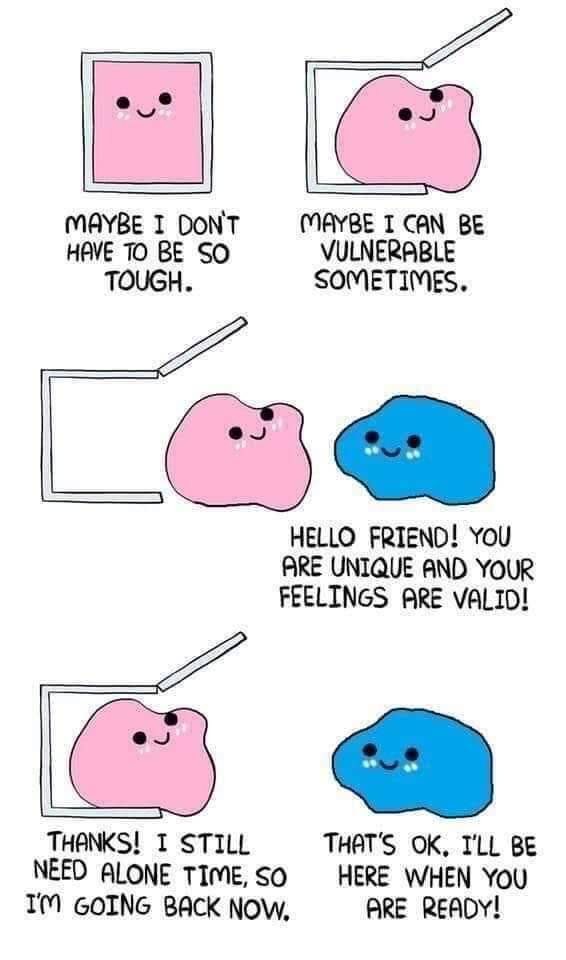 MAYBE I DON'T
HAVE TO BE SO
TOUGH.
MAYBE I CAN BE
VULNERABLE
SOMETIMES.
HELLO FRIEND! YOU
ARE UNIQUE AND YOUR
FEELINGS ARE VALID!
THANKS! I STILL
NEED ALONE TIME, SO
I'M GOING BACK NOW.
THAT'S OK. I'LL BE
HERE WHEN YOU
ARE READY!